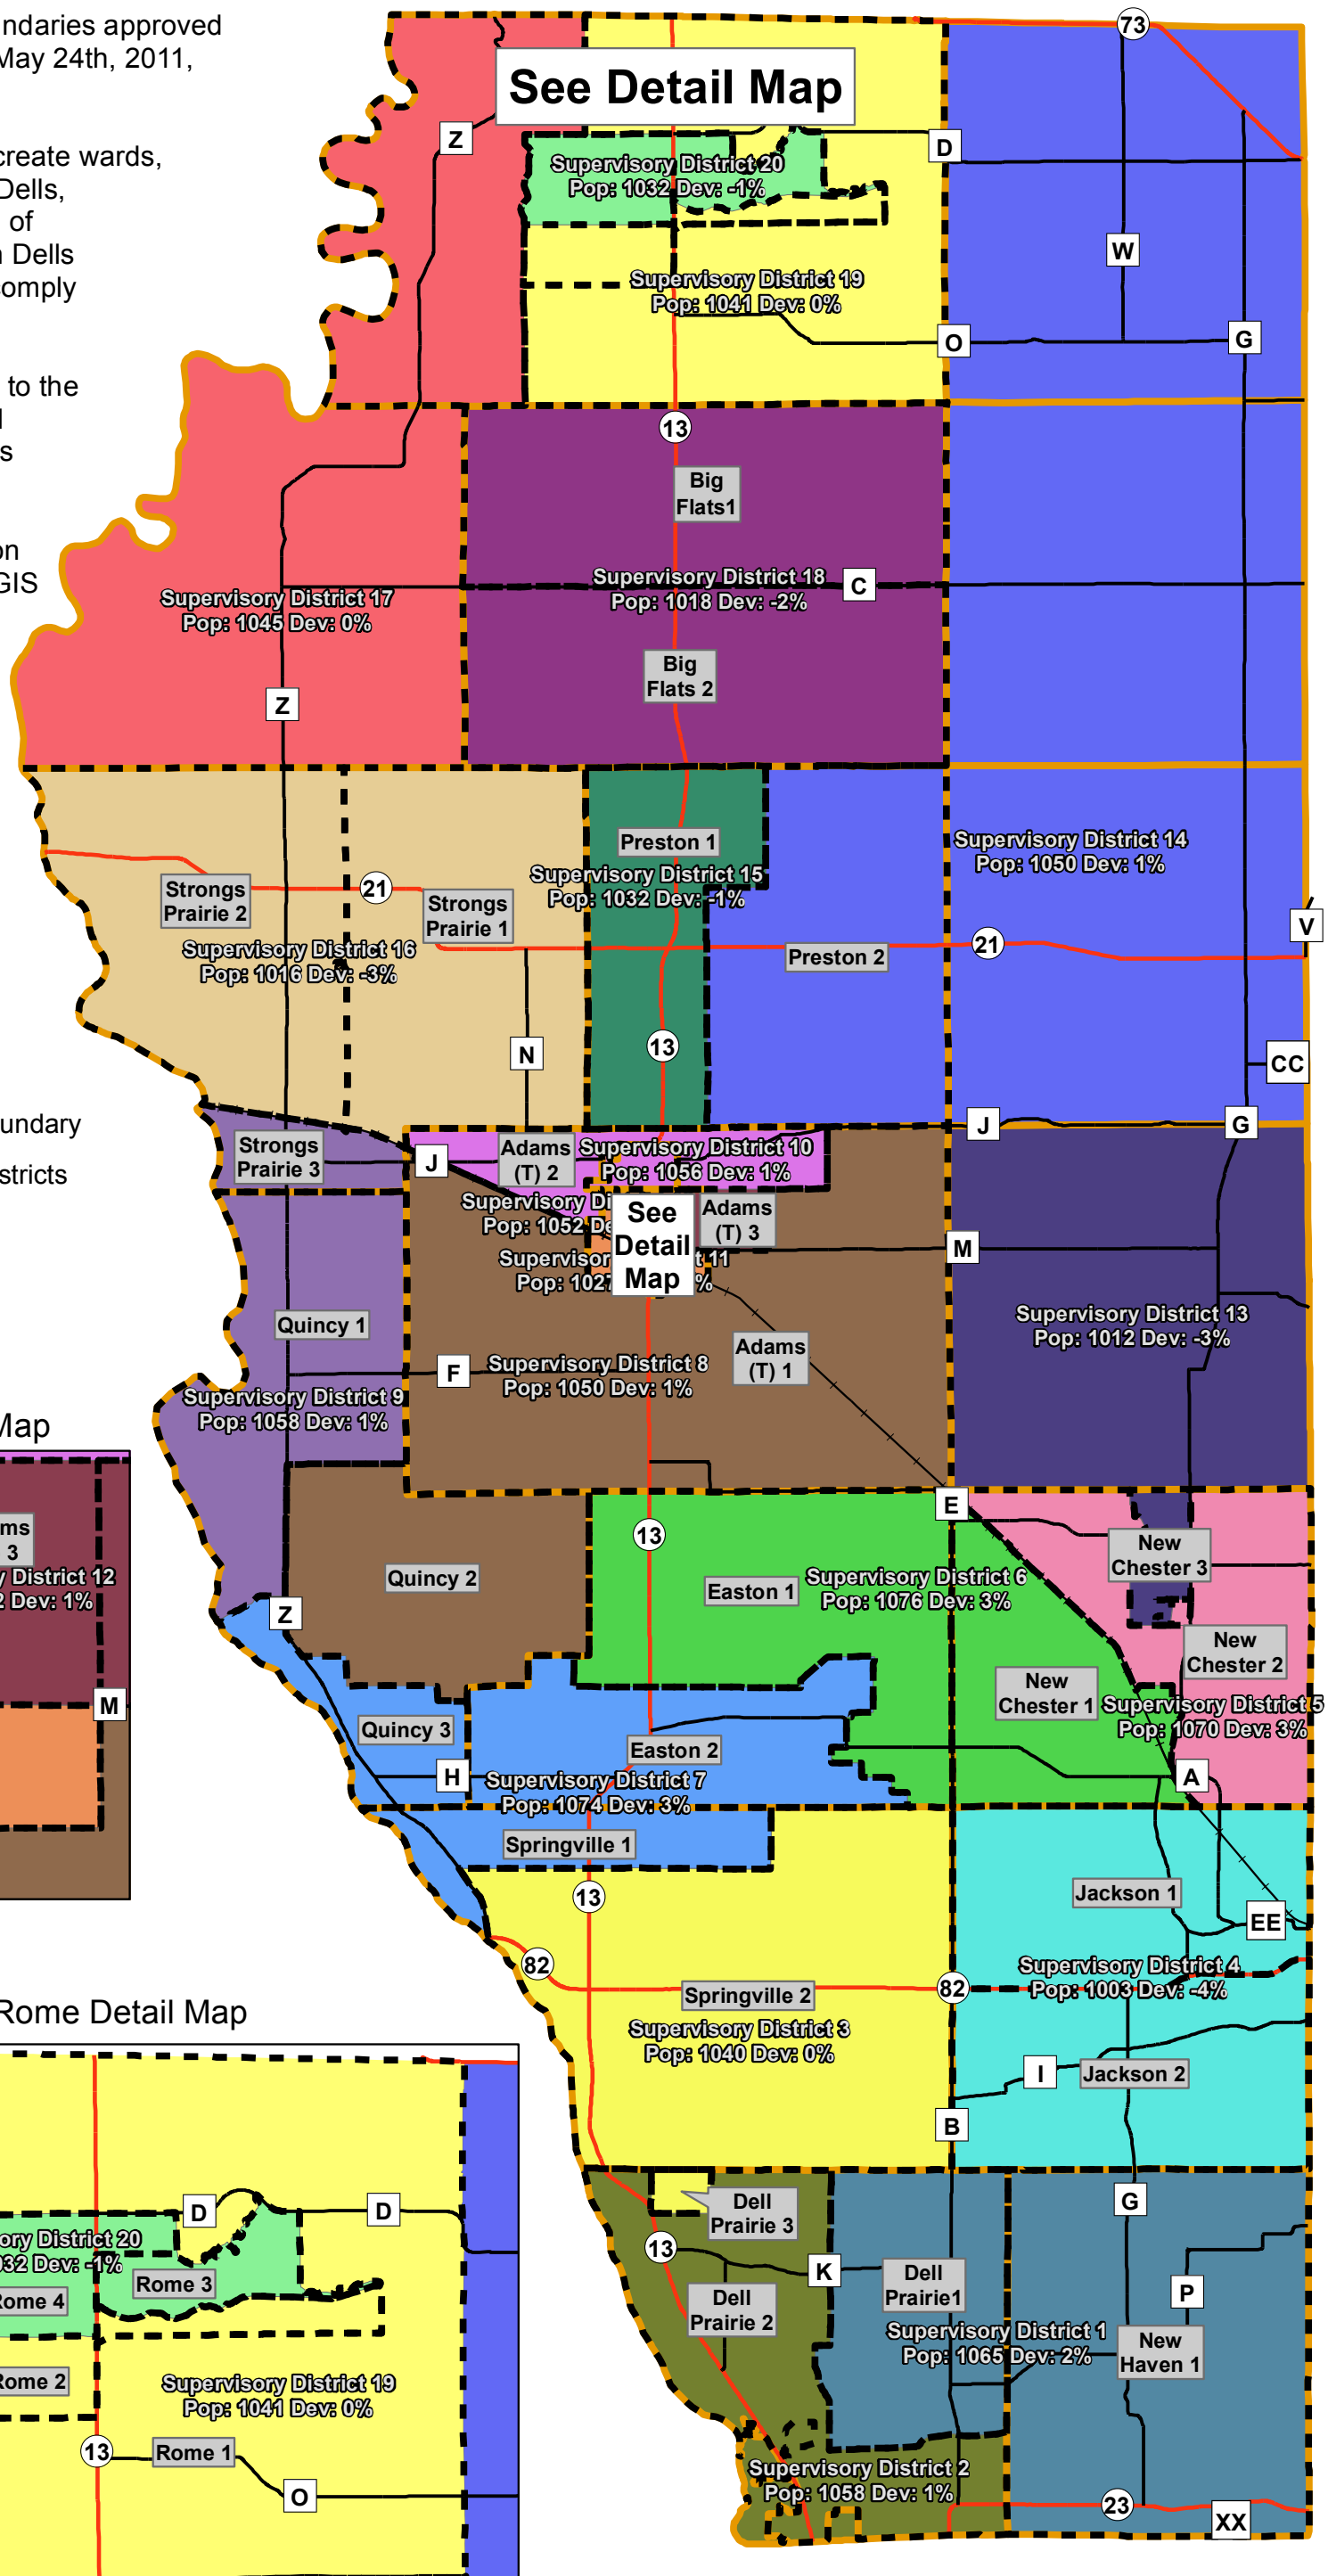 ndaries approved
May 24th, 2011,
create wards,
Dells,
of
Dells
comply
to the
s
on
GIS
undary
stricts
Map
73
See Detail Map
Z
D
Supervisory District 20
Pop: 1032 Dev: -1%
W
Supervisory District 19
Pop: 1041 Dev: 0%
O
G
13
Big
Flats1
Supervisory District 18
Pop: 1018 Dev: -2%
C
Supervisory District 17
Pop: 1045 Dev: 0%
Big
Flats 2
Z
Preston 1
Supervisory District 15
Pop: 1032 Dev: -1%
Supervisory District 14
Pop: 1050 Dev: 1%
Strongs
Prairie 2
21
Strongs
Prairie 1
V
Supervisory District 16
Pop: 1016 Dev: -3%
Preston 2
21
N
13
CC
J
G
Strongs
Prairie 3
J
Adams
(T) 2
Supervisory District 10
Pop: 1056 Dev: 1%
Supervisory Di
Pop: 1052 De
See
Detail
Map
Adams
(T) 3
M
Supervisor
t 11
Pop: 1027
%
Quincy 1
Supervisory District 13
Pop: 1012 Dev: -3%
F
Supervisory District 8
Pop: 1050 Dev: 1%
Adams
(T) 1
Supervisory District 9
Pop: 1058 Dev: 1%
E
13
ms
3
y District 12
2 Dev: 1%
M
New
Chester 3
Quincy 2
Easton 1
Supervisory District 6
Pop: 1076 Dev: 3%
Z
New
Chester 2
New
Chester 1
Supervisory District 5
Pop: 1070 Dev: 3%
Quincy 3
Easton 2
H
Supervisory District 7
Pop: 1074 Dev: 3%
A
Springville 1
13
Jackson 1
EE
82
Springville 2
82
Supervisory District 4
Pop: 1003 Dev: -4%
Supervisory District 3
Pop: 1040 Dev: 0%
I
Jackson 2
B
Dell
Prairie 3
G
13
K
Dell
Prairie1
P
Dell
Prairie 2
Supervisory District 1
Pop: 1065 Dev: 2%
New
Haven 1
Supervisory District 2
Pop: 1058 Dev: 1%
23
XX
Rome Detail Map
D
D
ory District 20
032 Dev: -1%
Rome 3
Rome 4
Rome 2
Supervisory District 19
Pop: 1041 Dev: 0%
13
Rome 1
O